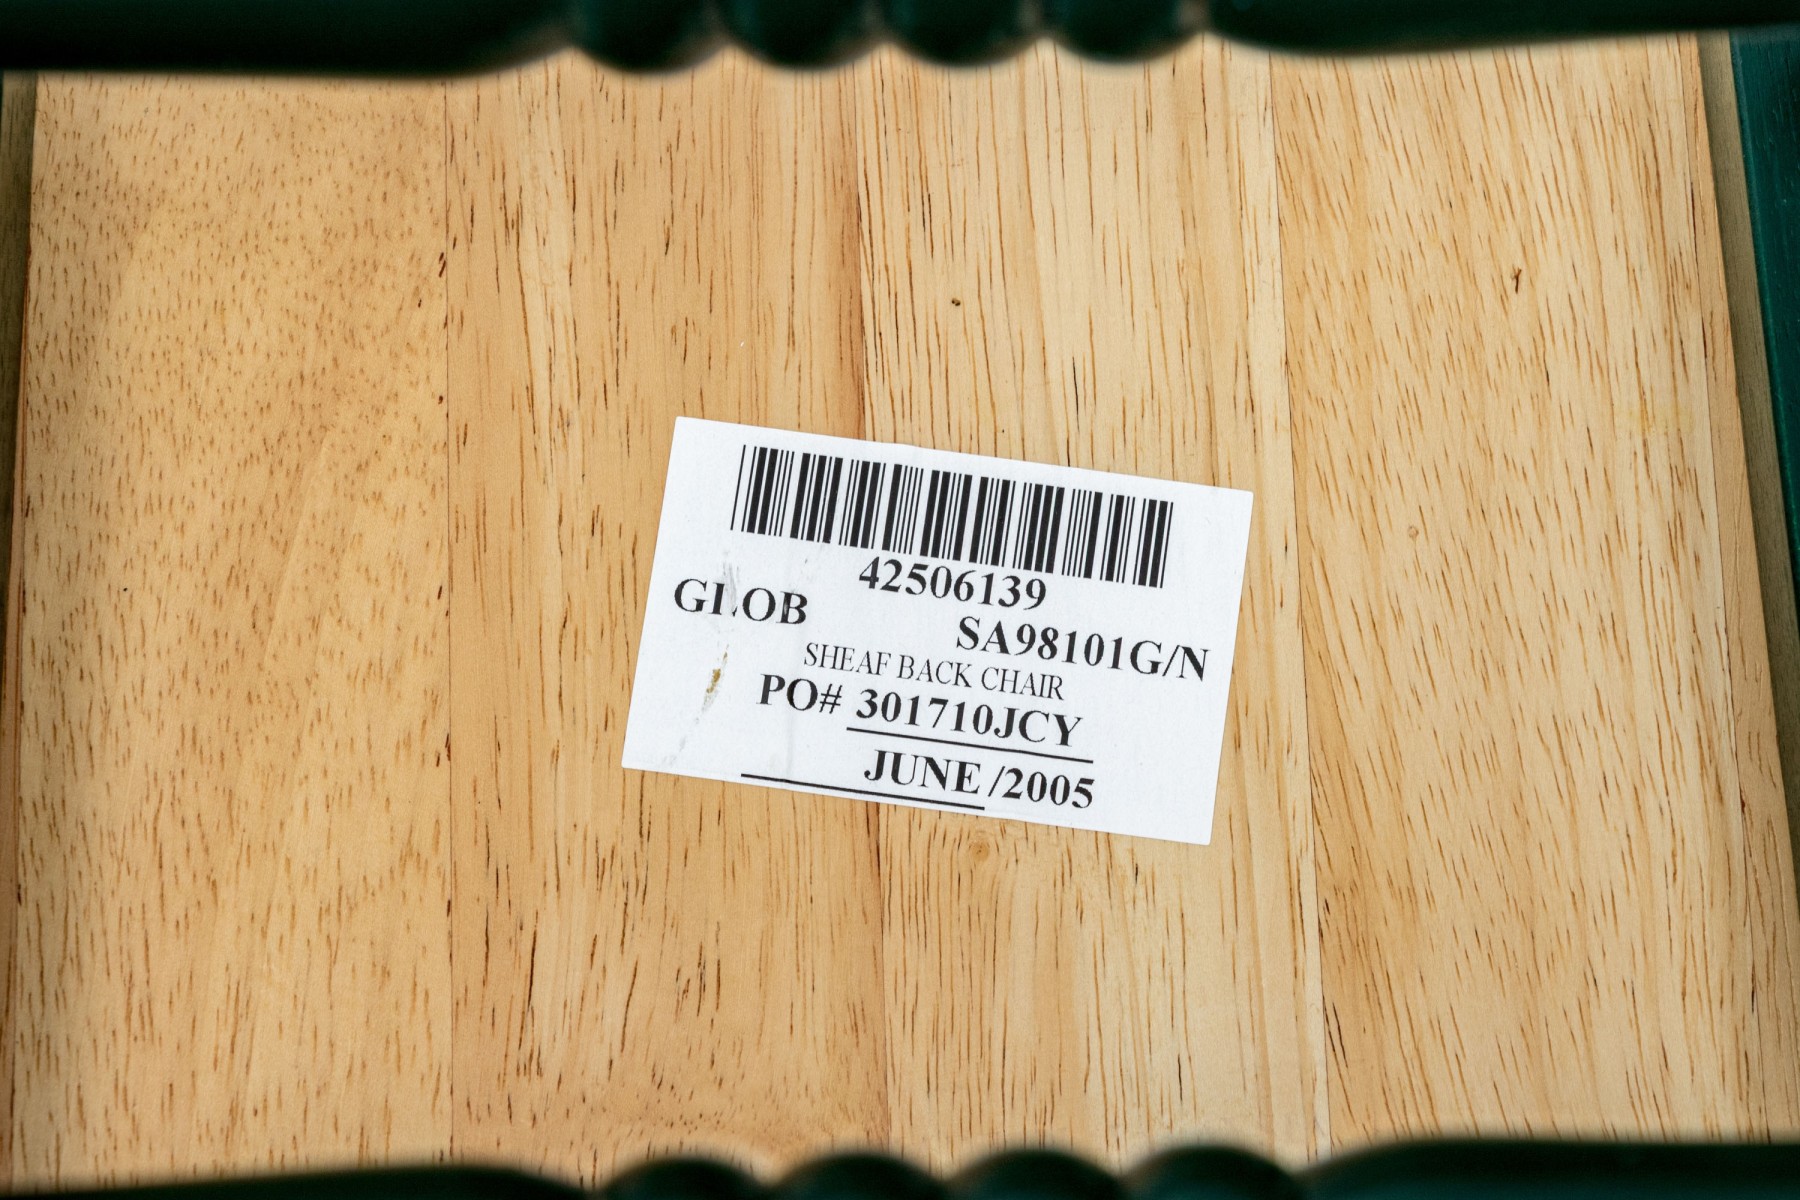 42506139
GLOB SA98101G/N
SHEAF BACK CHAIR
PO# 301710JCY
JUNE /2005